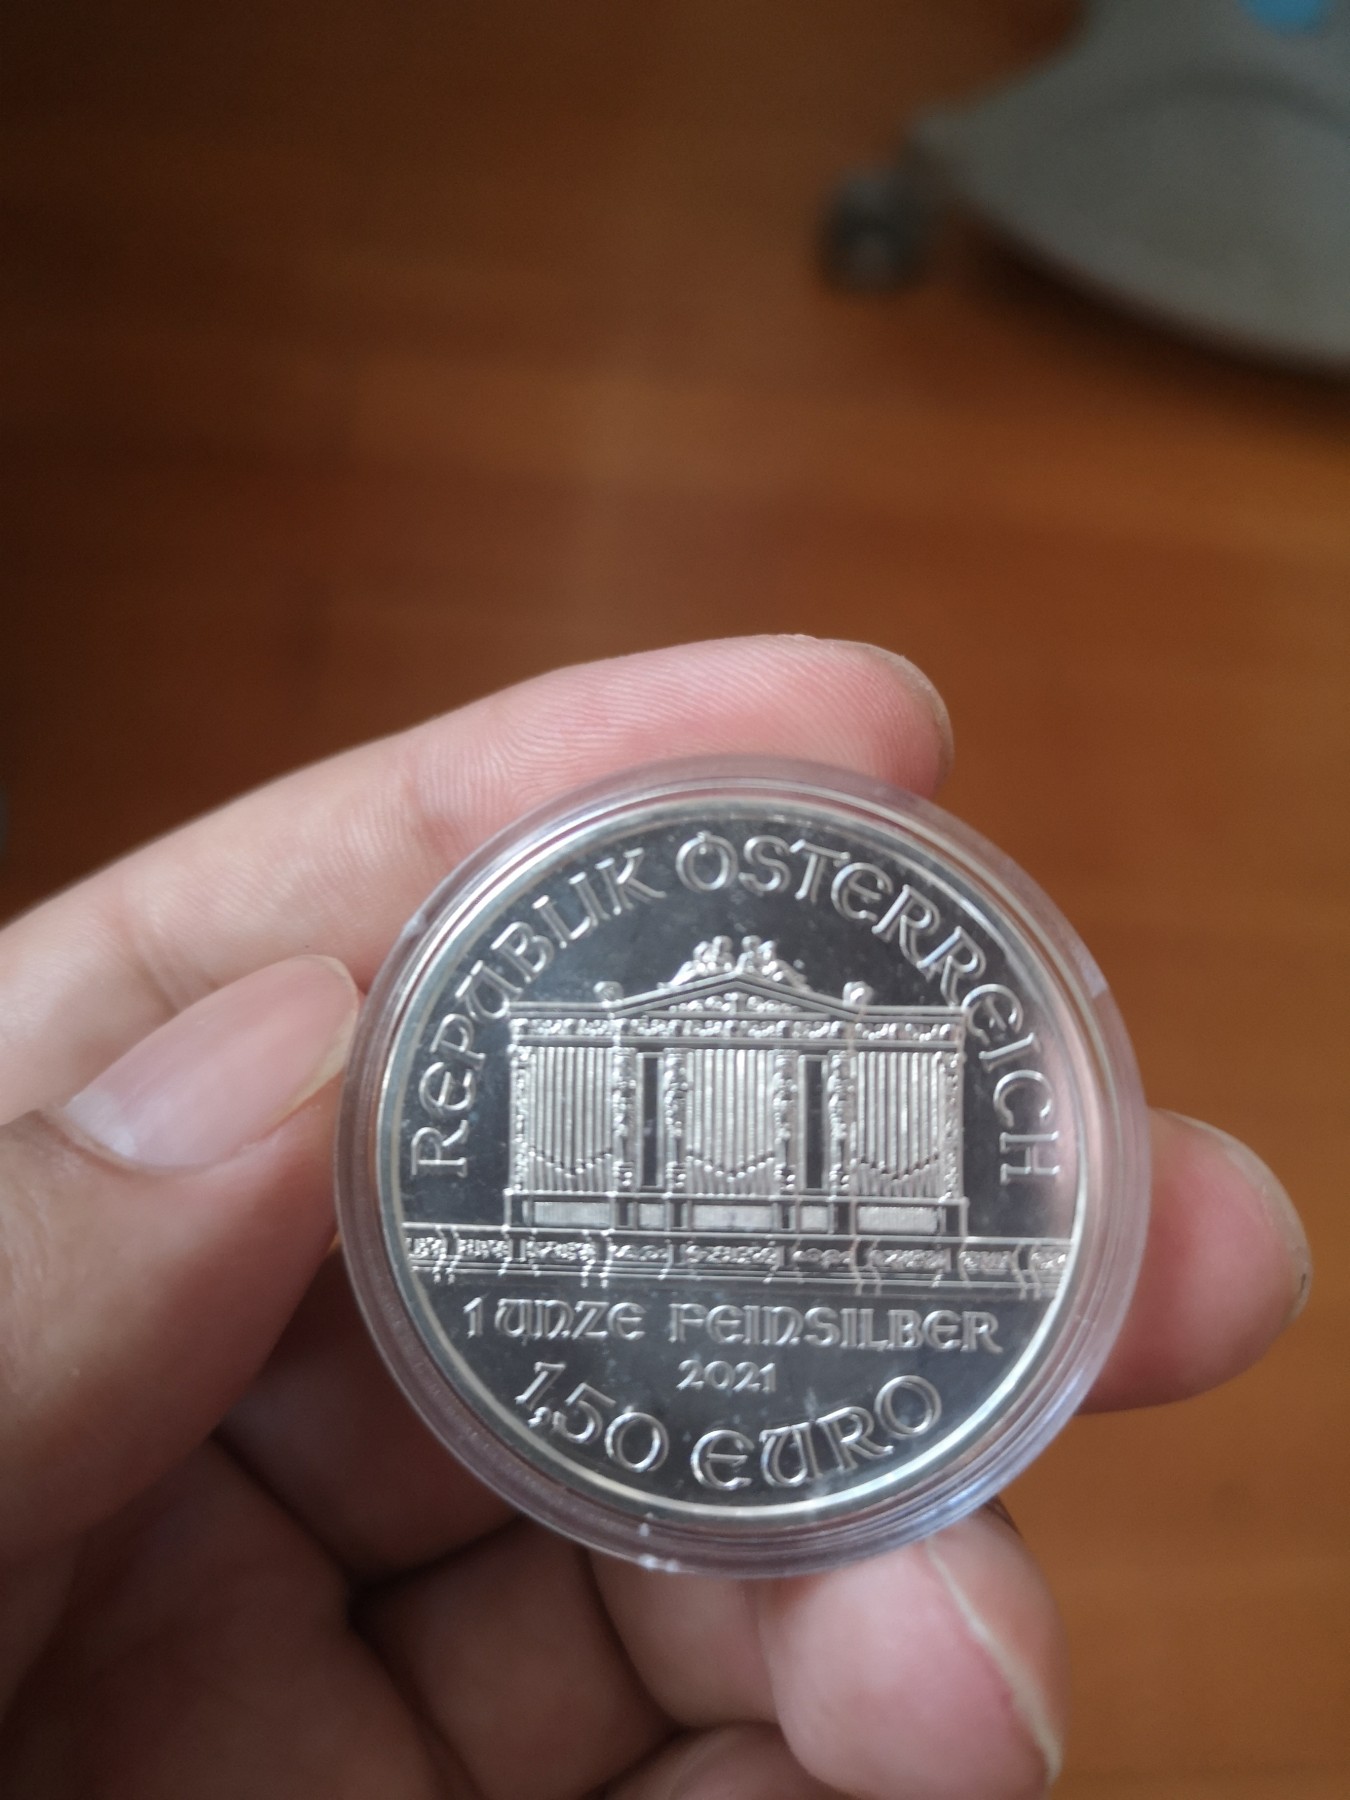 REPUBLIK ÖSTERREICH
1 UNZE FEINSILBER
2021
1,50 EURO